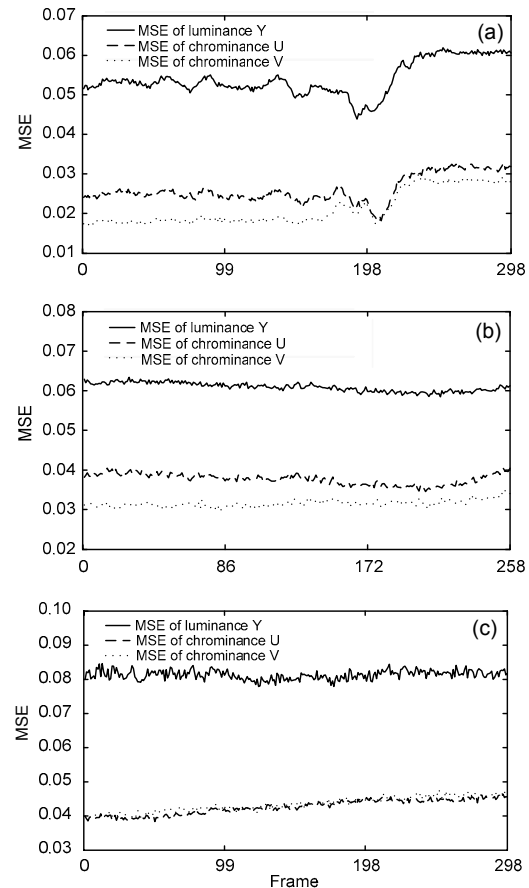 0.07
(a)
MSE of luminance Y
MSE of chrominance U
MSE of chrominance V
0.06
0.05
0.04
0.03
0.02
0.01
MSE
0 99 198 298
0.08
(b)
MSE of luminance Y
MSE of chrominance U
MSE of chrominance V
0.07
0.06
0.05
0.04
0.03
0.02
MSE
0 86 172 258
0.10
(c)
MSE of luminance Y
MSE of chrominance U
MSE of chrominance V
0.09
0.08
0.07
0.06
0.05
0.04
0.03
MSE
0 99 198 298
Frame